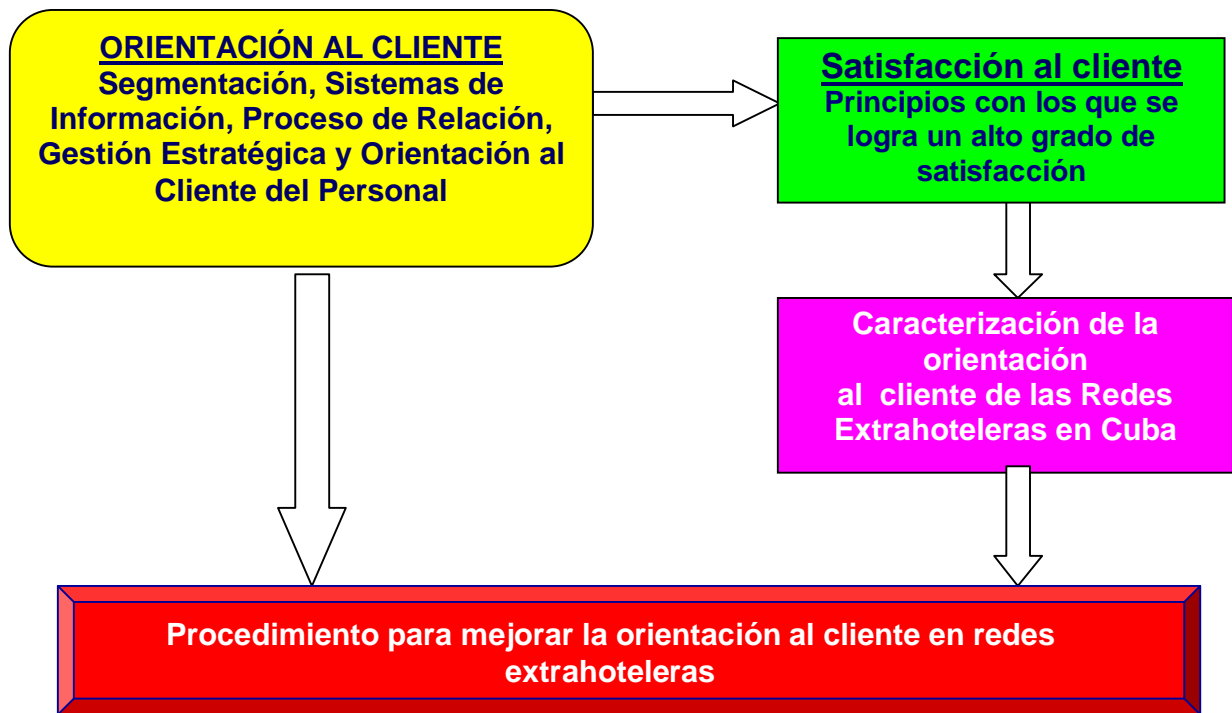 ORIENTACIÓN AL CLIENTE
Segmentación, Sistemas de
Información, Proceso de Relación,
Gestión Estratégica y Orientación al
Cliente del Personal
Satisfacción al cliente
Principios con los que se
logra un alto grado de
satisfacción
Caracterización de la
orientación
al cliente de las Redes
Extrahoteleras en Cuba
Procedimiento para mejorar la orientación al cliente en redes
extrahoteleras